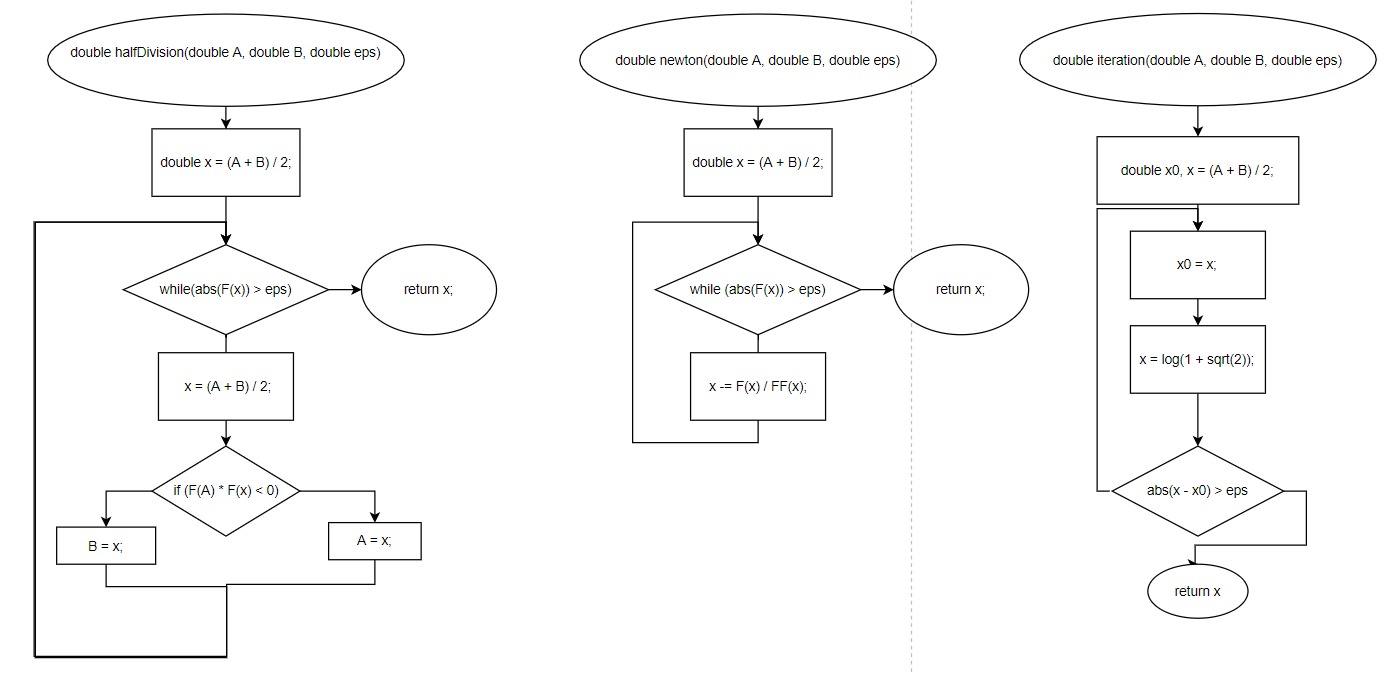 double halfDivision(double A, double B, double eps)
double x = (A + B) / 2;
while(abs(F(x)) > eps)
return x;
x = (A + B) / 2;
if (F(A) * F(x) < 0)
B = x;
A = x;
double newton(double A, double B, double eps)
double x = (A + B) / 2;
while (abs(F(x)) > eps)
return x;
x -= F(x) / FF(x);
double iteration(double A, double B, double eps)
double x0, x = (A + B) / 2;
x0 = x;
x = log(1 + sqrt(2));
abs(x - x0) > eps
return x